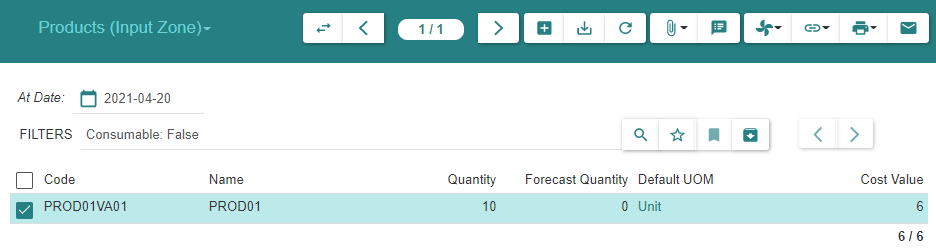 Products (Input Zone)
1 / 1
At Date: 2021-04-20
FILTERS Consumable: False
Code Name Quantity Forecast Quantity Default UOM Cost Value
PROD01VA01 PROD01 10 0 Unit 6
6 / 6